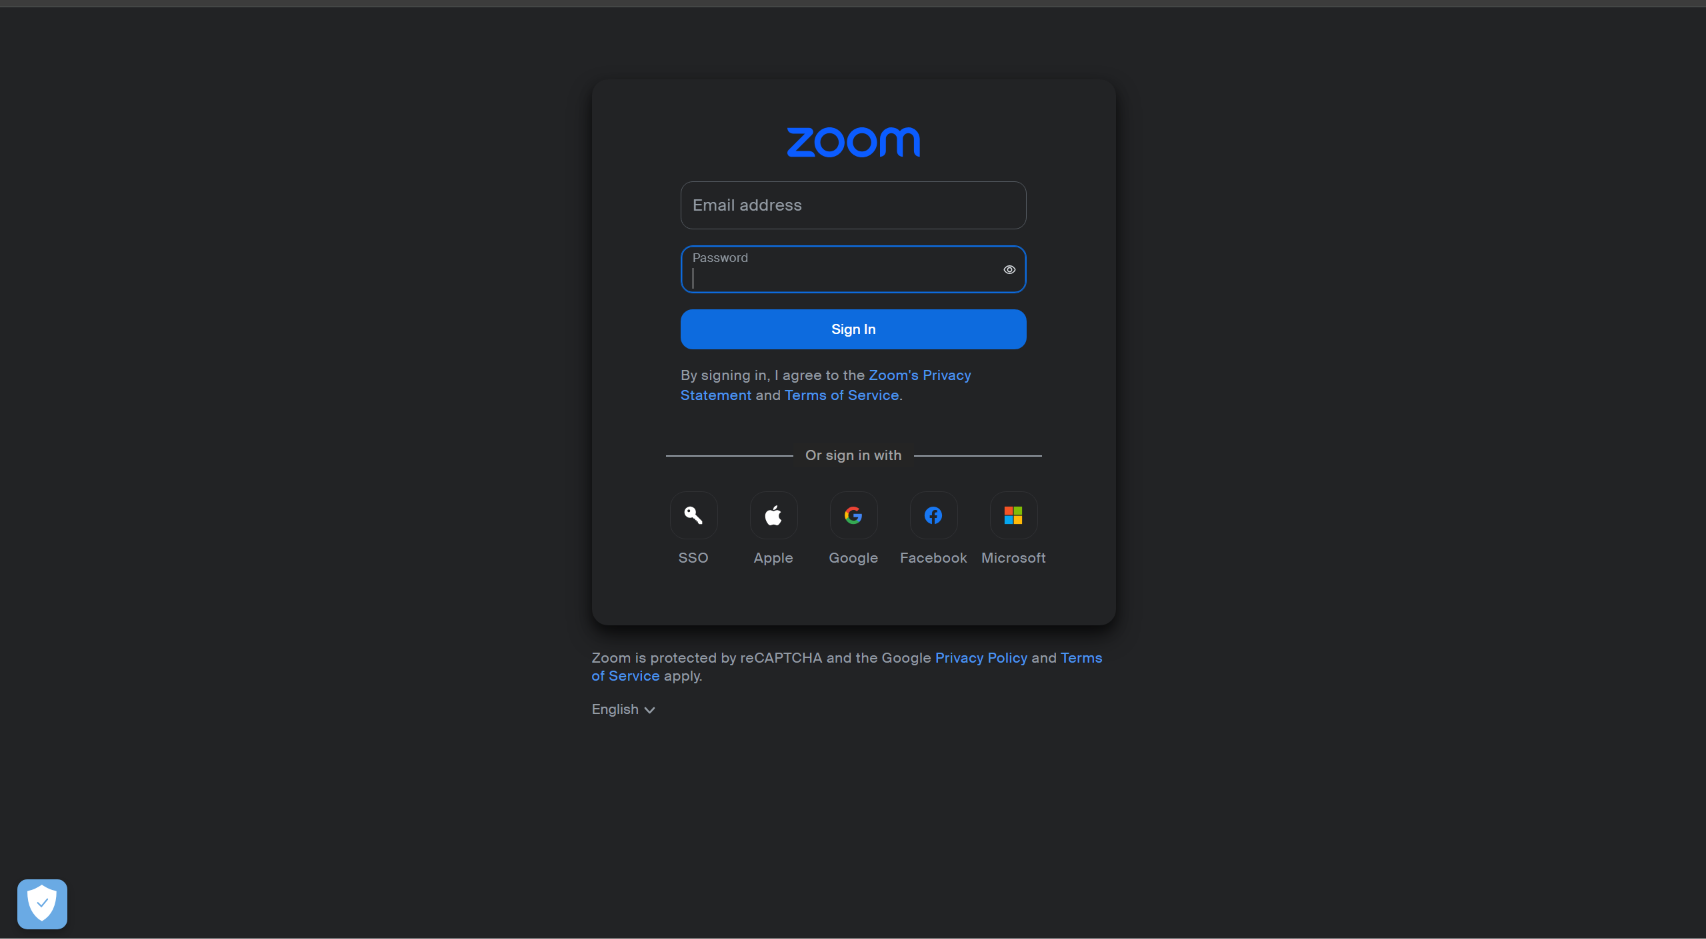 zoom
Email address
Password
Sign In
By signing in, I agree to the Zoom's Privacy
Statement and Terms of Service.
Or sign in with
SSO
Apple
Google
Facebook
Microsoft
Zoom is protected by reCAPTCHA and the Google Privacy Policy and Terms
of Service apply.
English